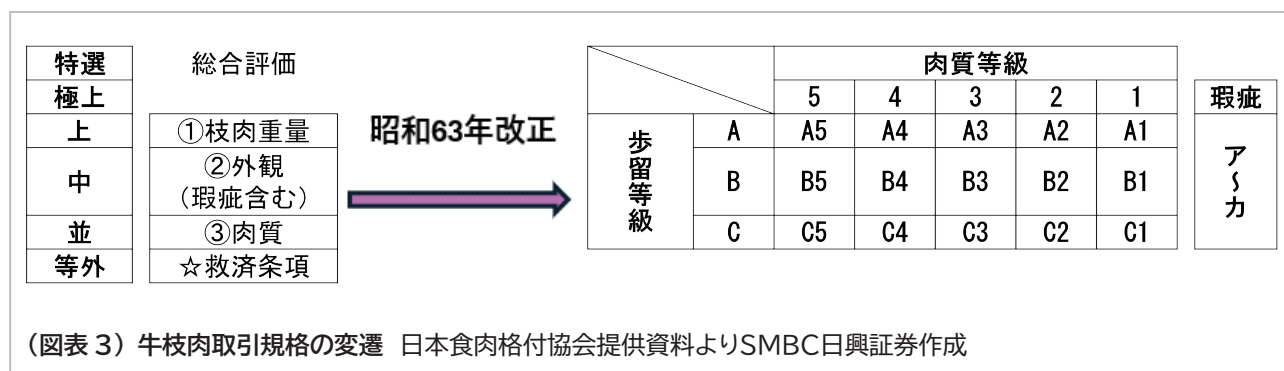 特選 総合評価
極上
上 ①枝肉重量
中 ②外観
(瑕疵含む)
並 ③肉質
等外 ☆救済条項
昭和63年改正
肉質等級
5 4 3 2 1
歩留等級
A A5 A4 A3 A2 A1
B B5 B4 B3 B2 B1
C C5 C4 C3 C2 C1
瑕疵
ア〜カ
(図表3)牛枝肉取引規格の変遷 日本食肉格付協会提供資料よりSMBC日興証券作成